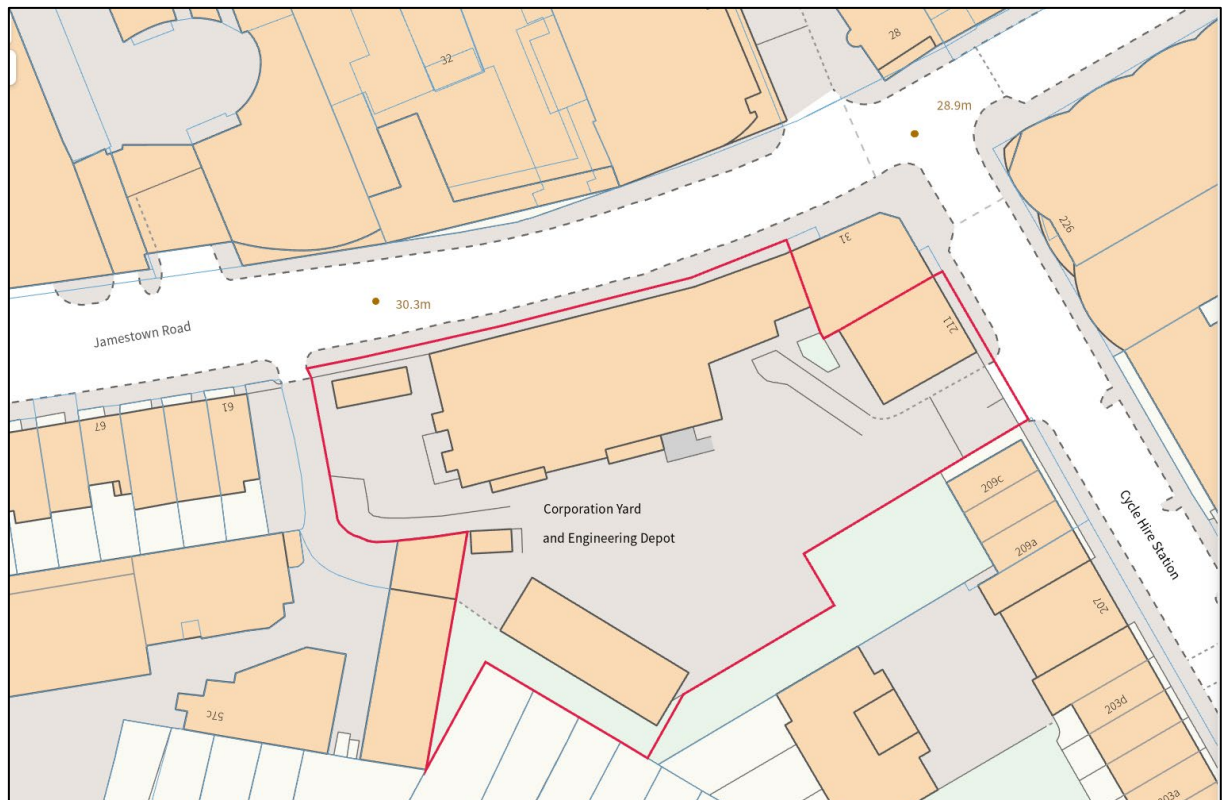 32
28
28.9m
31
226
30.3m
211
Jamestown Road
67
61
209c
Corporation Yard
and Engineering Depot
Cycle Hire Station
209a
207
57c
203d
203a